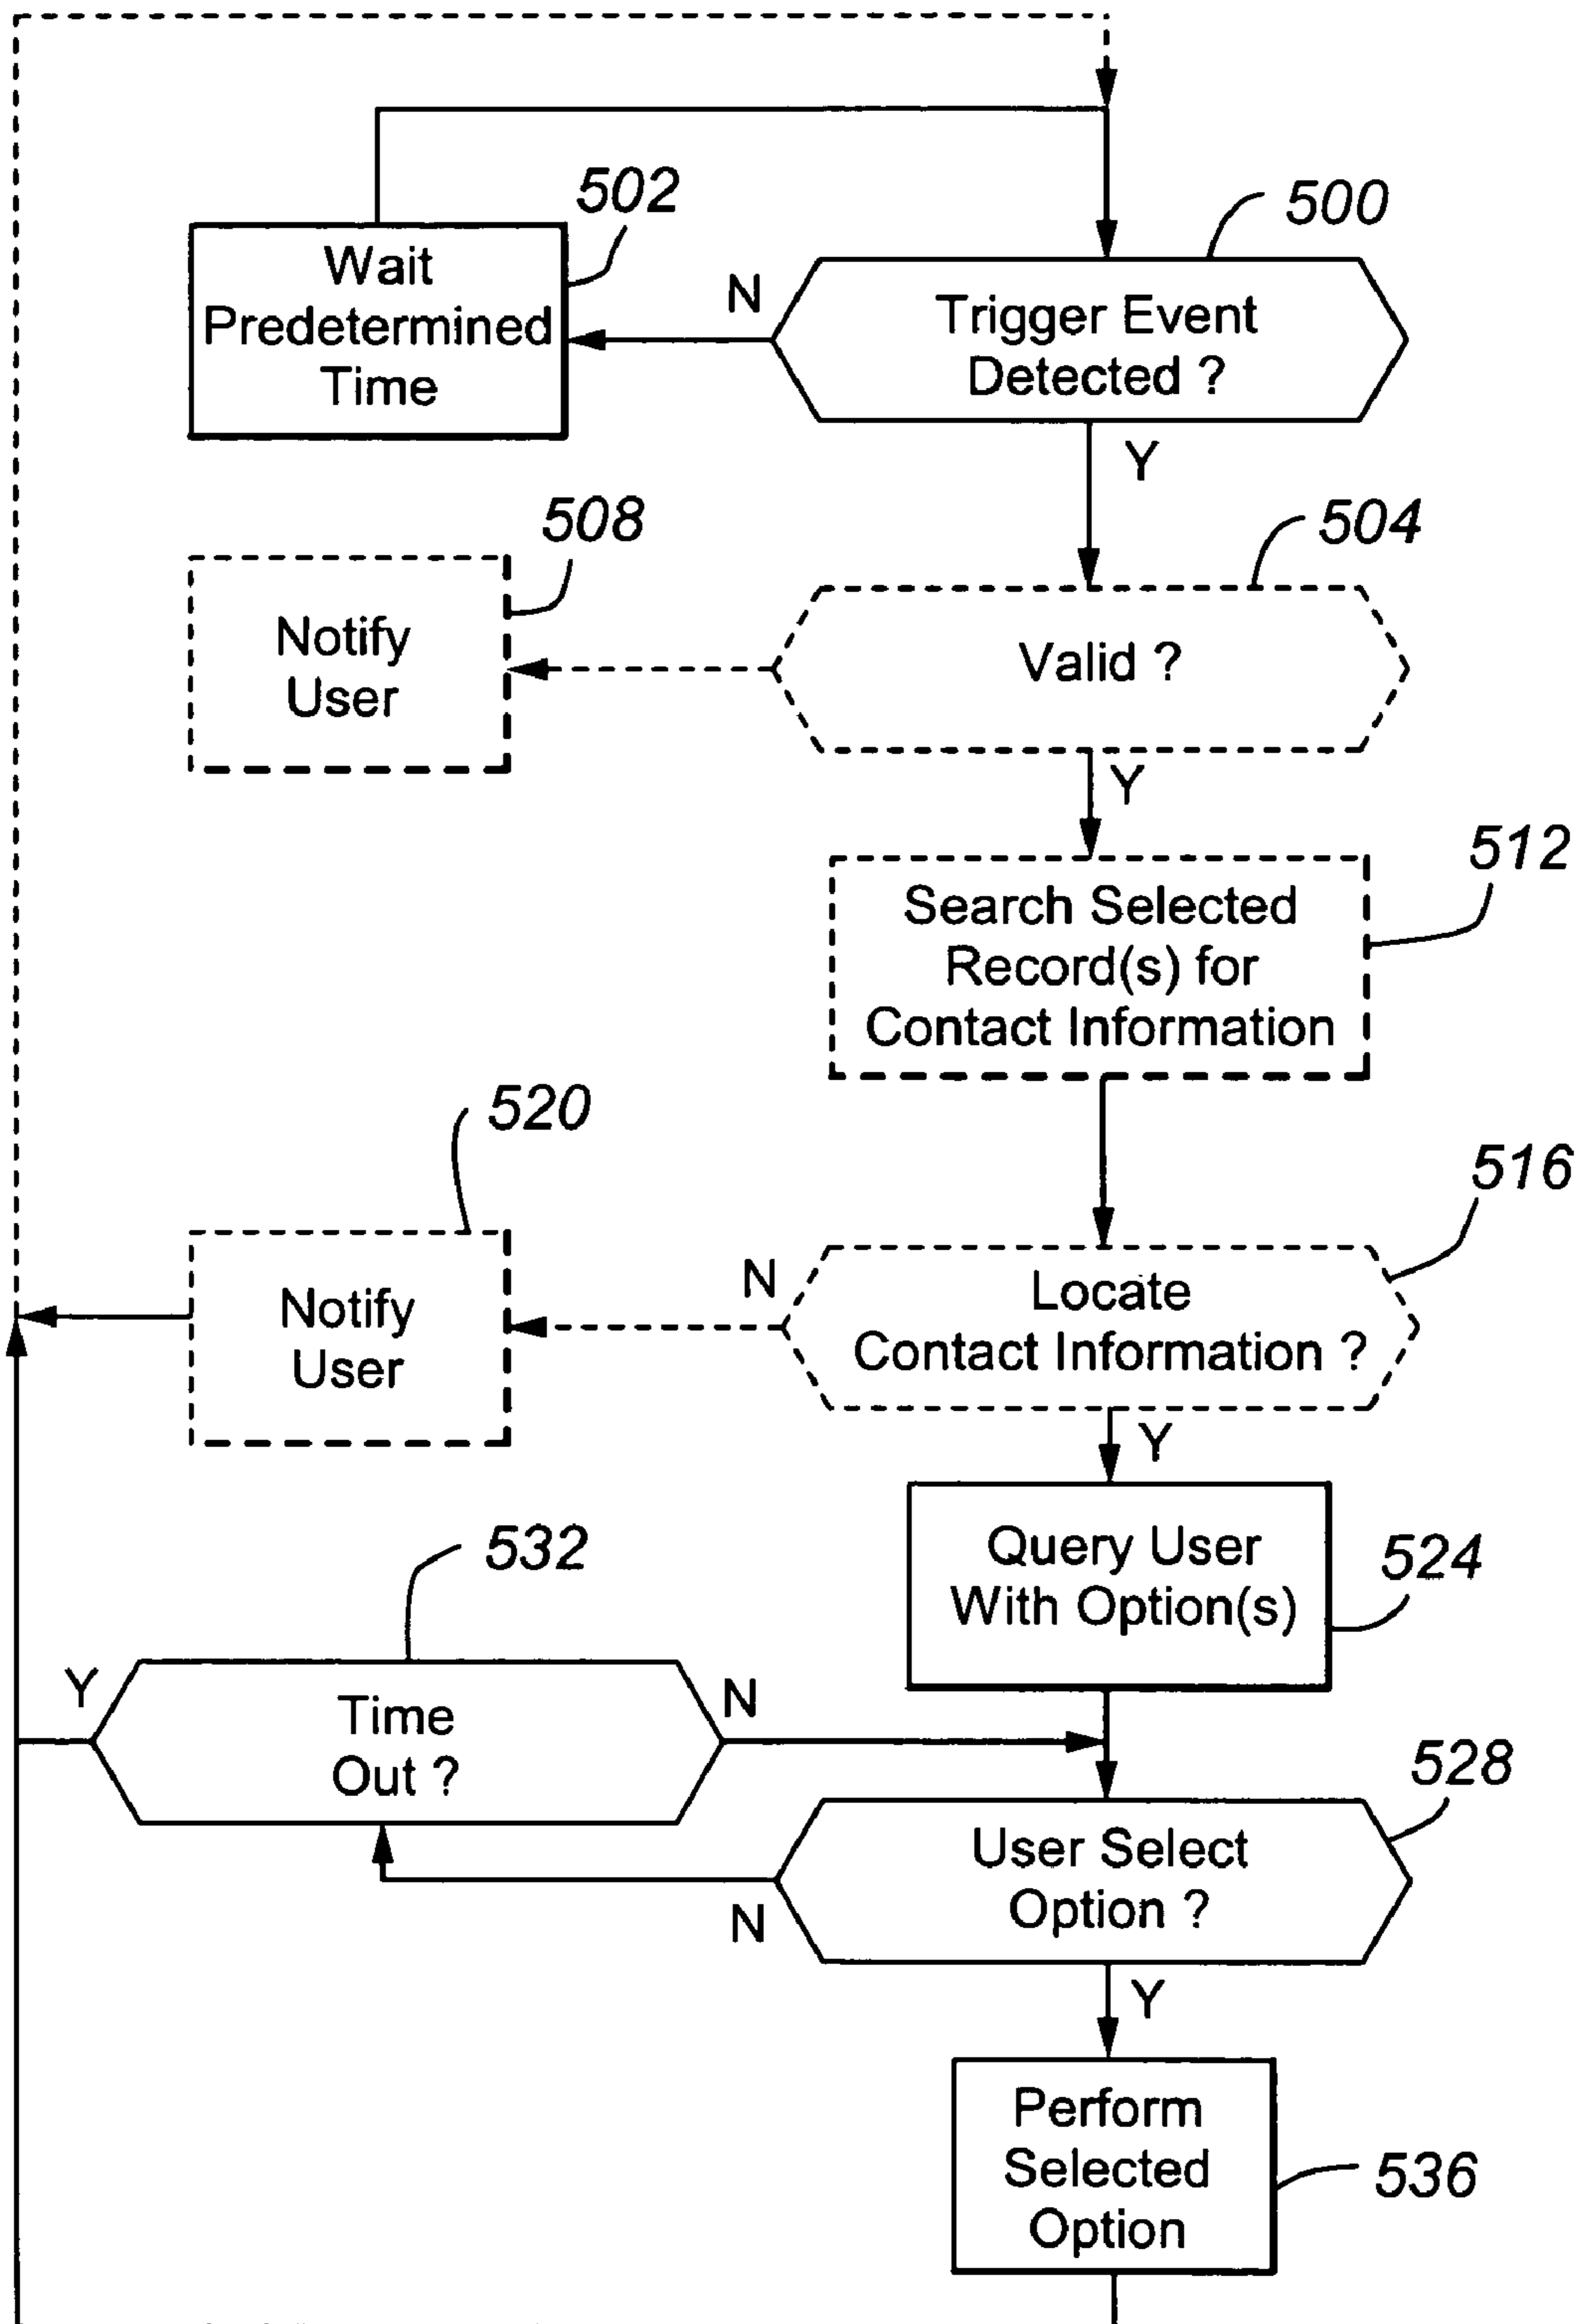 502
500
Wait
Predetermined
Time
N
Trigger Event
Detected ?
Y
508
504
Notify
User
Valid ?
Y
512
Search Selected
Record(s) for
Contact Information
520
516
Notify
User
N
Locate
Contact Information ?
Y
532
Query User
With Option(s)
524
Y
Time
Out ?
N
528
User Select
Option ?
N
Y
Perform
Selected
Option
536